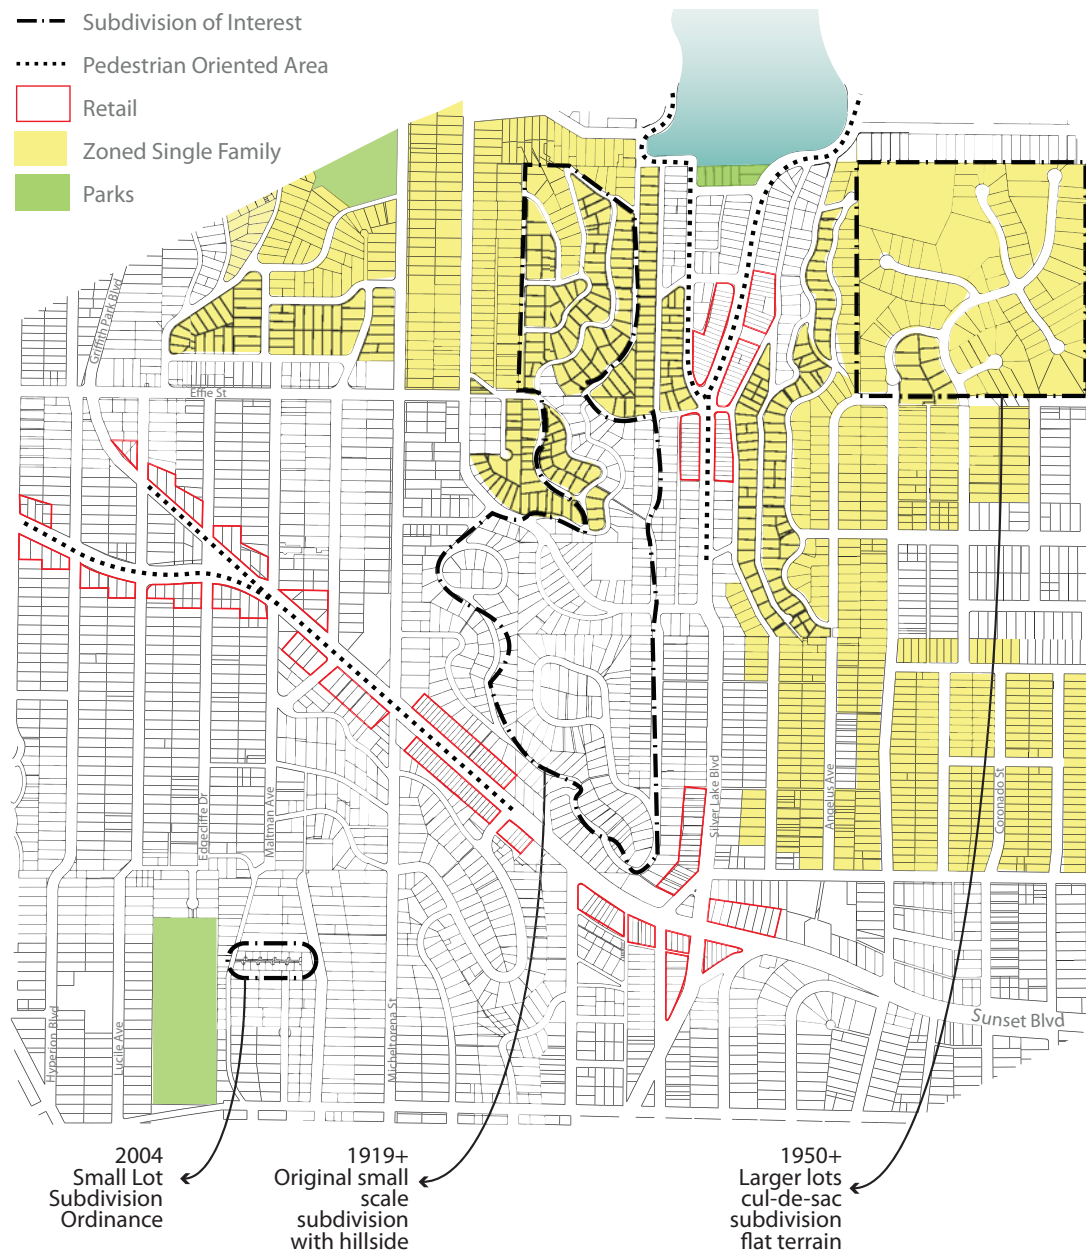 Subdivision of Interest
Pedestrian Oriented Area
Retail
Zoned Single Family
Parks
Griffith Park Blvd
Effie St
Silver Lake Blvd
Angelus Ave
Coronado St
Edgecliffe Dr
Maltman Ave
Hyperion Blvd
Lucile Ave
Micheltorena St
Sunset Blvd
2004
Small Lot
Subdivision
Ordinance
1919+
Original small
scale
subdivision
with hillside
1950+
Larger lots
cul-de-sac
subdivision
flat terrain